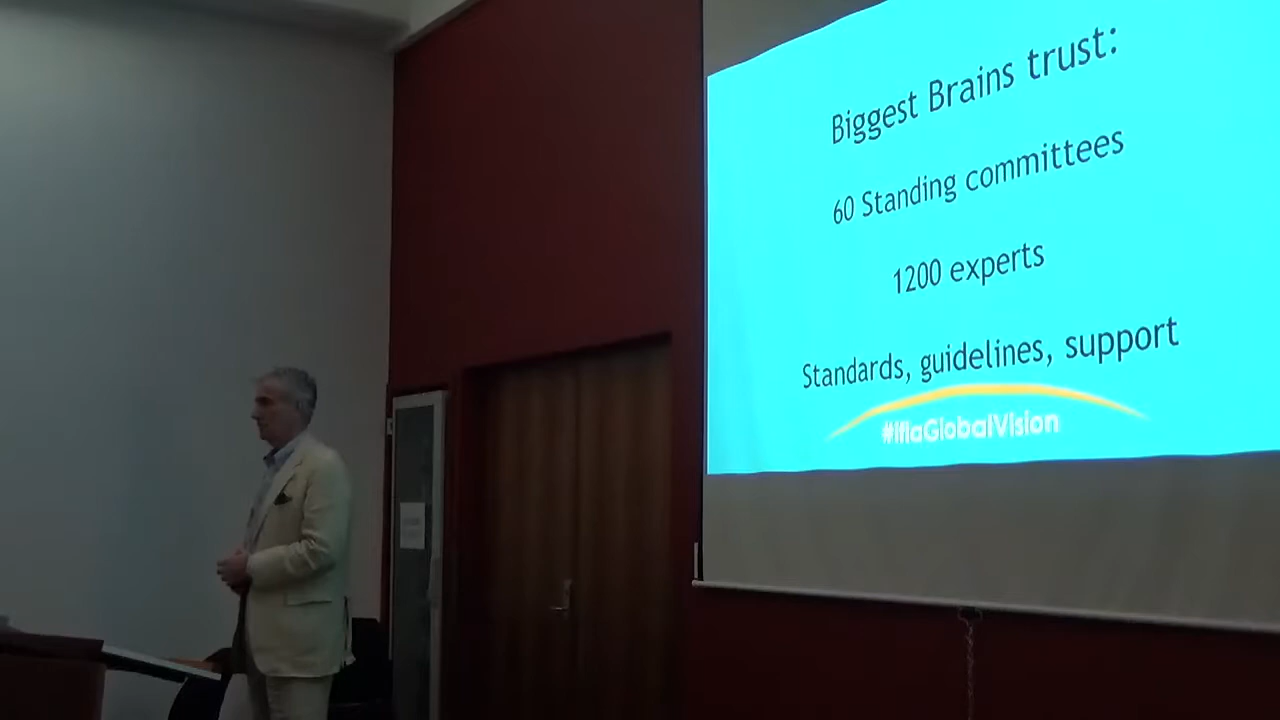 Biggest Brains trust:
60 Standing committees
1200 experts
Standards, guidelines, support
#IflaGlobalVision